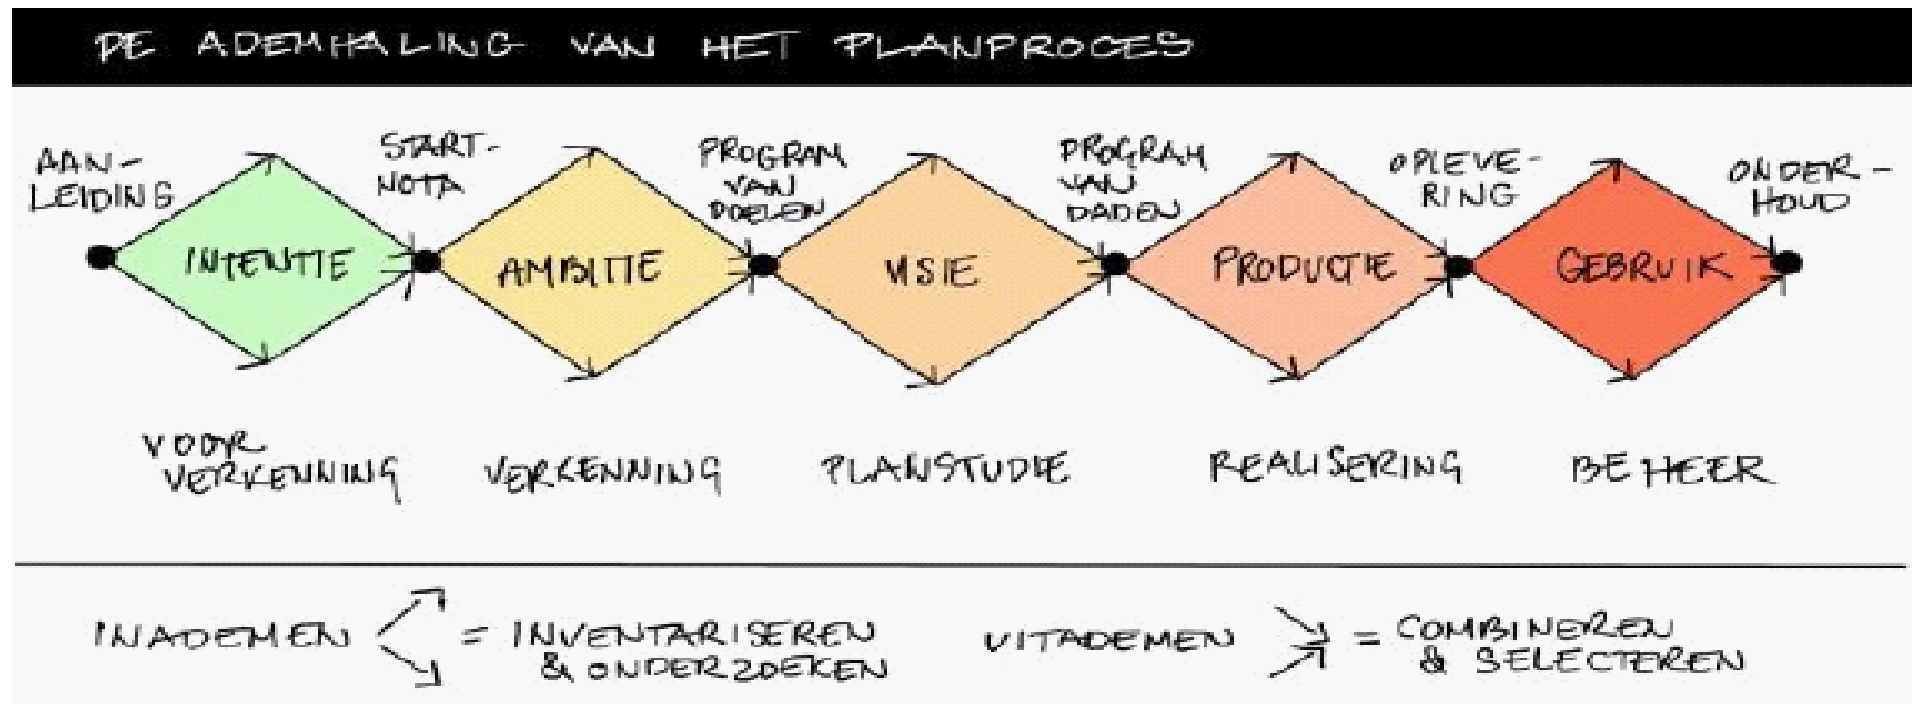 DE ADEMHALING VAN HET PLANPROCES
AAN-
LEIDING
START-
NOTA
PROGRAM
VAN
DOELEN
PROGRAM
VAN
DADEN
OPLEVE-
RING
ONDER-
HOUD
INTENTIE
AMBITIE
VISIE
PRODUCTIE
GEBRUIK
VOOR
VERKENNING
VERKENNING
PLANSTUDIE
REALISERING
BEHEER
INADEMEN
= INVENTARISEREN
& ONDERZOEKEN
UITADEMEN
= COMBINEREN
& SELECTEREN